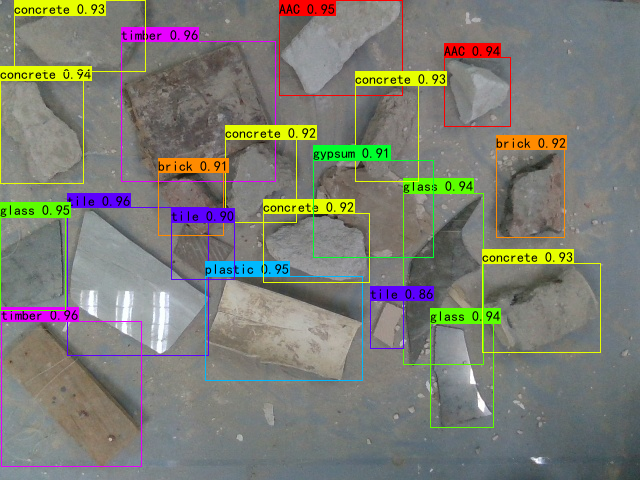 concrete 0.93
AAC 0.95
timber 0.96
AAC 0.94
concrete 0.94
concrete 0.93
concrete 0.92
brick 0.92
gypsum 0.91
brick 0.91
glass 0.94
tile 0.96
glass 0.95
tile 0.90
concrete 0.92
concrete 0.93
plastic 0.95
tile 0.86
timber 0.96
glass 0.94